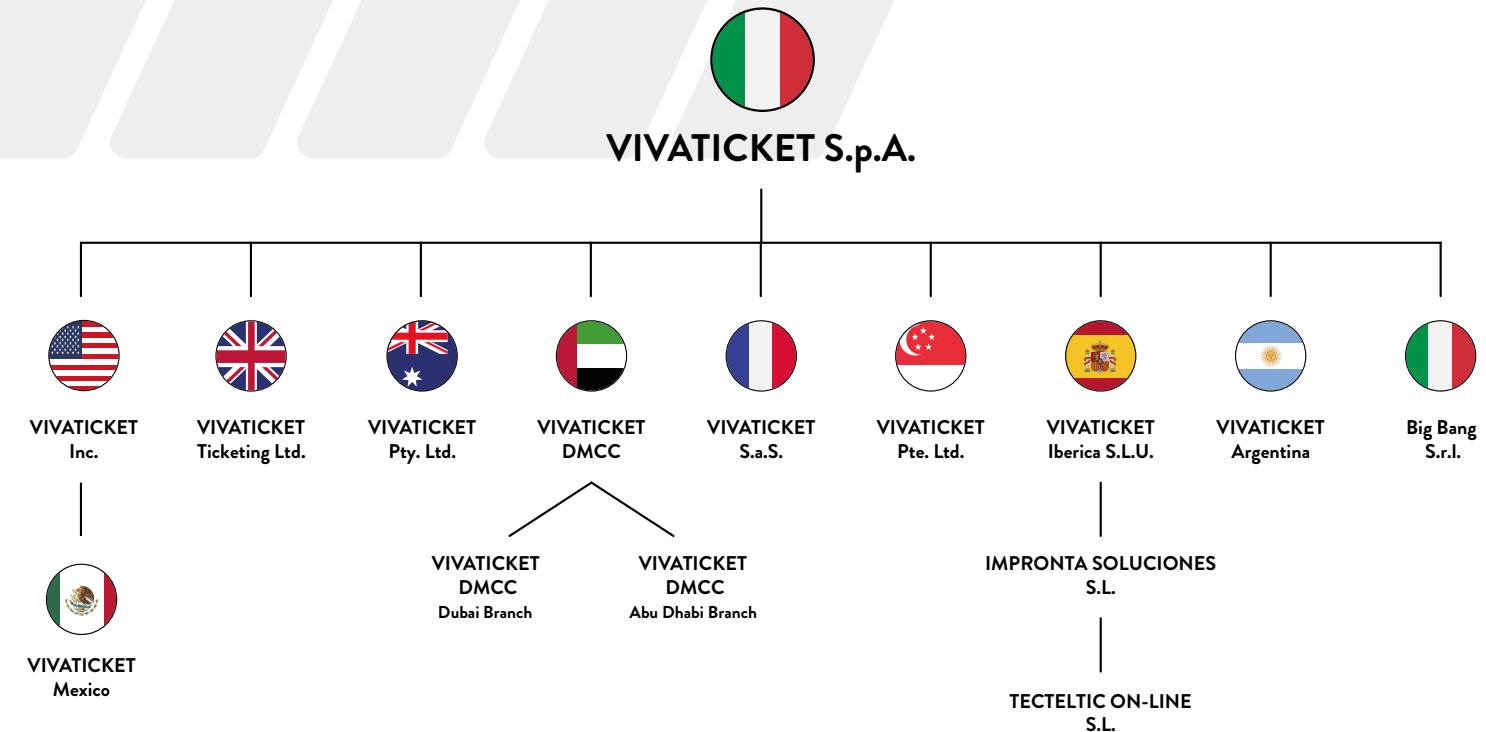 VIVATICKET S.p.A.
VIVATICKET
Inc.
VIVATICKET
Ticketing Ltd.
VIVATICKET
Pty. Ltd.
VIVATICKET
DMCC
VIVATICKET
S.a.S.
VIVATICKET
Pte. Ltd.
VIVATICKET
Iberica S.L.U.
VIVATICKET
Argentina
Big Bang
S.r.l.
VIVATICKET
Mexico
VIVATICKET
DMCC
Dubai Branch
VIVATICKET
DMCC
Abu Dhabi Branch
IMPRONTA SOLUCIONES
S.L.
TECTELTIC ON-LINE
S.L.